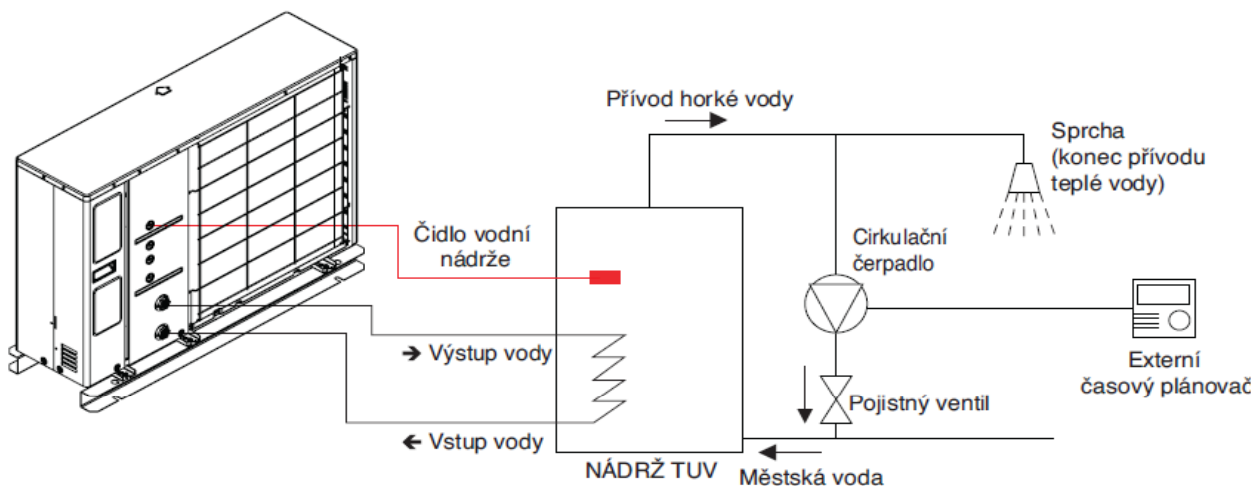 Přívod horké vody
Sprcha
(konec přívodu
teplé vody)
Čidlo vodní
nádrže
Cirkulační
čerpadlo
→ Výstup vody
Externí
časový plánovač
Pojistný ventil
← Vstup vody
NÁDRŽ TUV
Městská voda